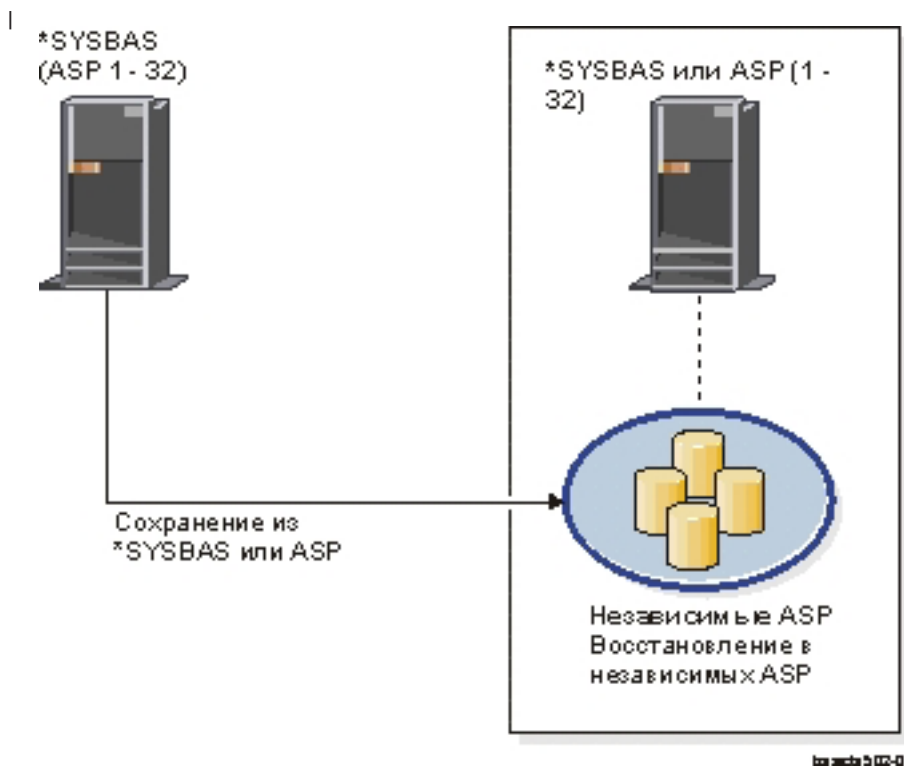 *SYSBAS
(ASP 1 - 32)
*SYSBAS или ASP (1 -
32)
Сохранение из
*SYSBAS или ASP
Независимые ASP
Восстановление в
независимых ASP